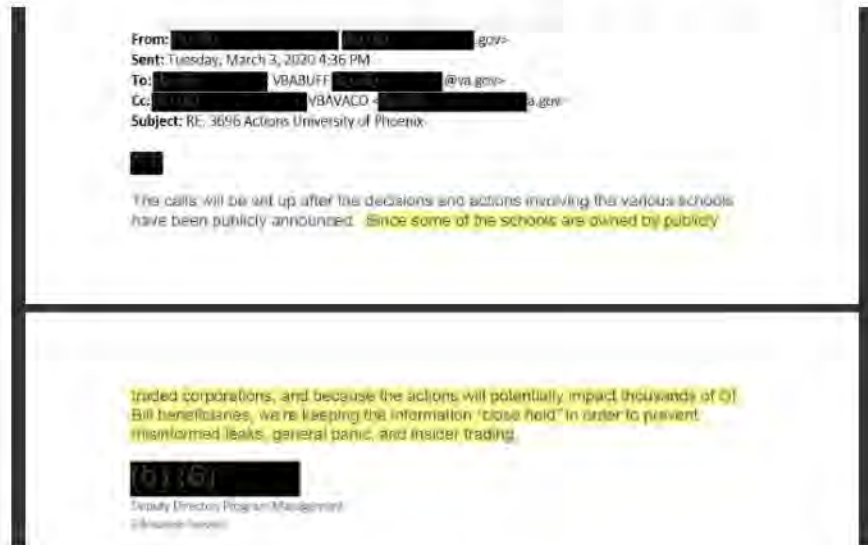 From: .gov>
Sent: Tuesday, March 3, 2020 4:36 PM
To: VBABUFF @va.gov>
Cc: VBAVACO < a.gov
Subject: RE: 3696 Actions University of Phoenix
The calls will be set up after the decisions and actions involving the various schools
have been publicly announced. Since some of the schools are owned by publicly
traded corporations, and because the actions will potentially impact thousands of GI
Bill beneficiaries, we're keeping the information "close hold" in order to prevent
misinformed leaks, general panic, and insider trading.
(b) (6)
Deputy Director Program Management
Education Service